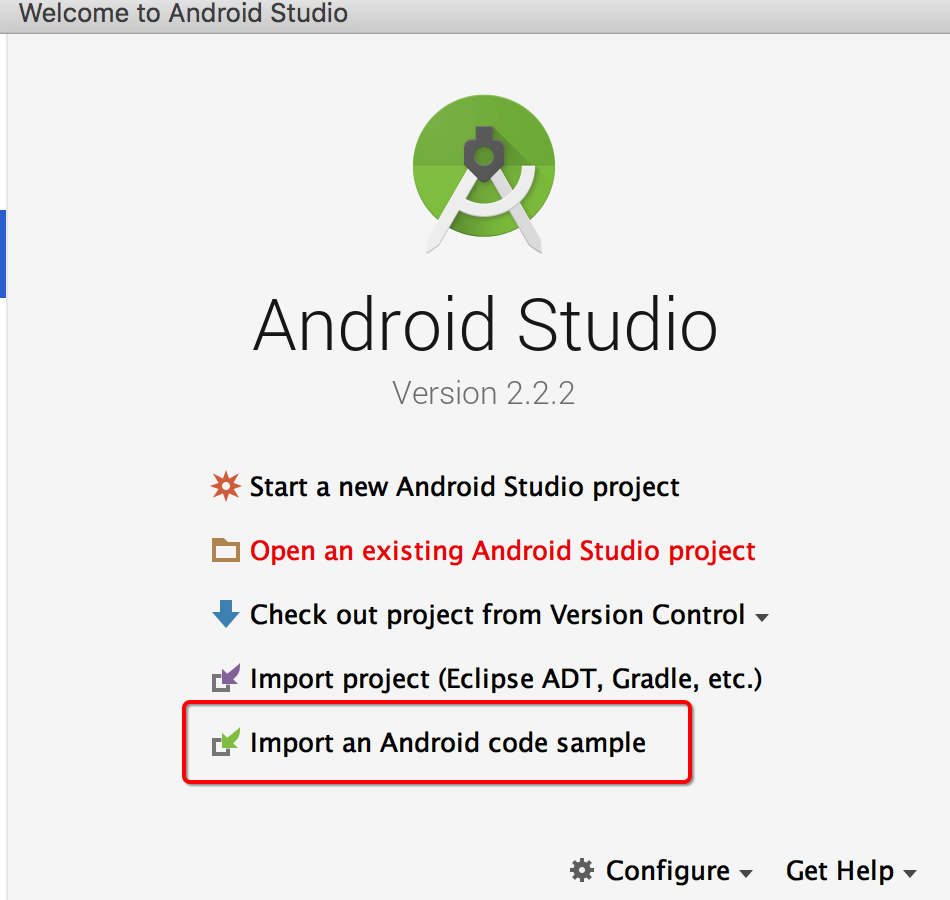 Welcome to Android Studio
Android Studio
Version 2.2.2
Start a new Android Studio project
Open an existing Android Studio project
Check out project from Version Control
Import project (Eclipse ADT, Gradle, etc.)
Import an Android code sample
Configure Get Help